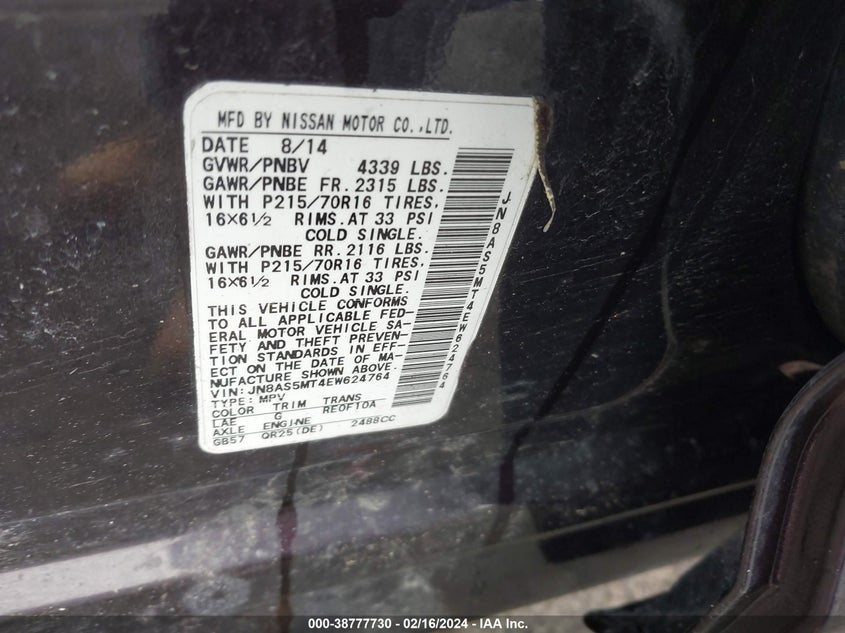 MFD BY NISSAN MOTOR CO.,LTD.
DATE 8/14
GVWR/PNBV 4339 LBS.
GAWR/PNBE FR. 2315 LBS.
WITH P215/70R16 TIRES,
16×6½ RIMS. AT 33 PSI
COLD SINGLE.
GAWR/PNBE RR. 2116 LBS.
WITH P215/70R16 TIRES,
16×6½ RIMS. AT 33 PSI
COLD SINGLE.
THIS VEHICLE CONFORMS
TO ALL APPLICABLE FED-
ERAL MOTOR VEHICLE SA-
FETY AND THEFT PREVEN-
TION STANDARDS IN EFF-
ECT ON THE DATE OF MA-
NUFACTURE SHOWN ABOVE.
VIN: JN8AS5MT4EW624764
TYPE: MPV
COLOR TRIM TRANS
LAE G RE0F10A
AXLE ENGINE
GB57 QR25(DE) 2488CC
JN8AS5MT4EW624764
000-38777730 - 02/16/2024 - IAA Inc.